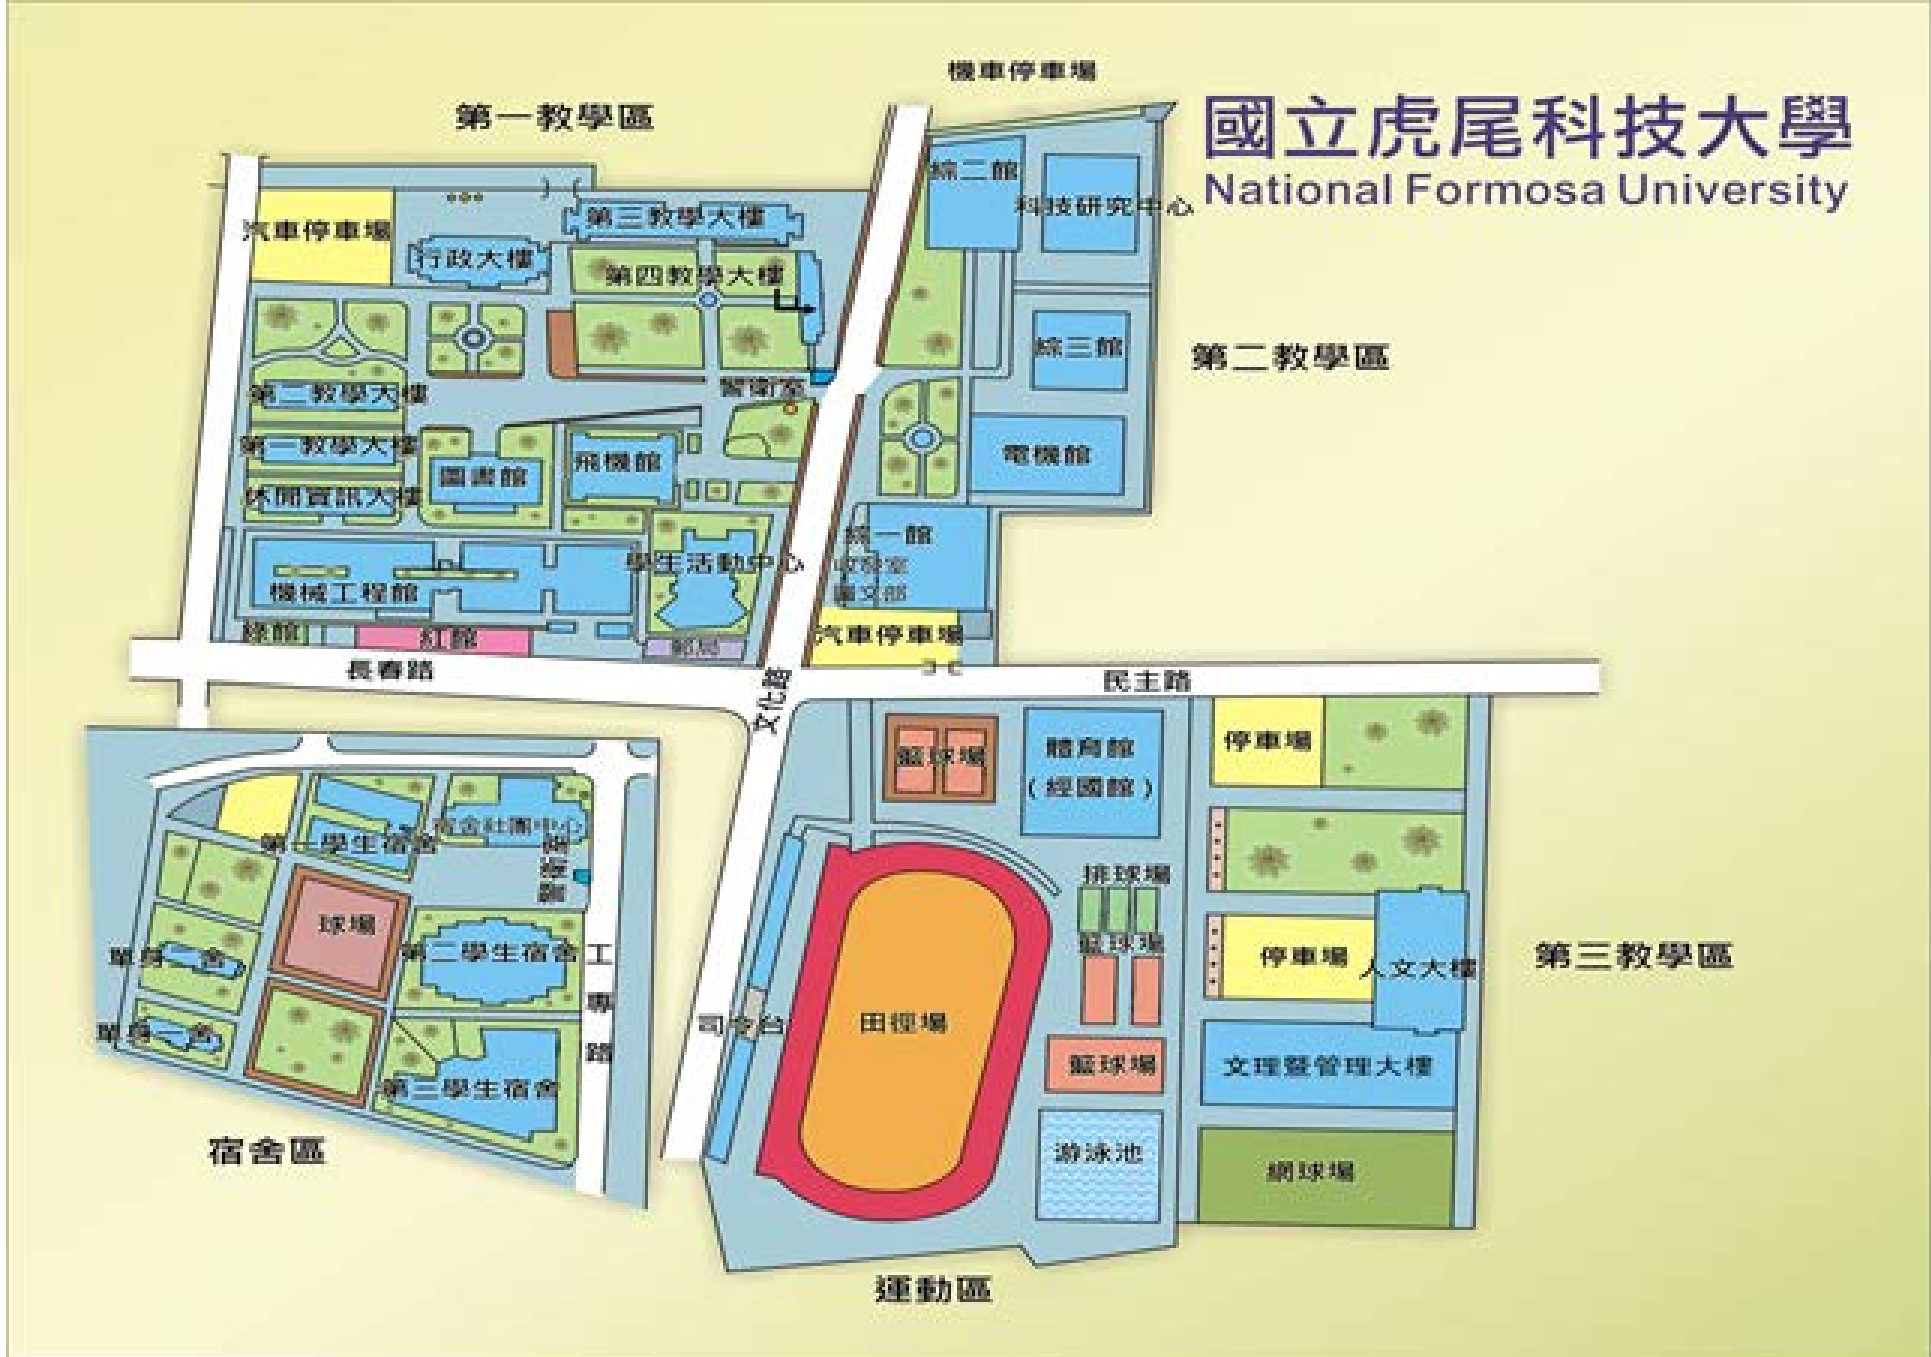 機車停車場
國立虎尾科技大學
National Formosa University
第一教學區
綜二館
科技研究中心
汽車停車場
第三教學大樓
行政大樓
第四教學大樓
綜三館
第二教學區
第二教學大樓
警衛室
第一教學大樓
圖書館
飛機館
電機館
休閒資訊大樓
綜一館
收發室
圖文部
學生活動中心
機械工程館
綠館
紅館
郵局
汽車停車場
長春路
文化路
民主路
籃球場
體育館
(經國館)
停車場
宿舍社團中心
第一學生宿舍
警衛室
排球場
籃球場
球場
第二學生宿舍
單身一舍
停車場
人文大樓
第三教學區
工專路
單身二舍
司令台
田徑場
籃球場
文理暨管理大樓
第三學生宿舍
宿舍區
游泳池
網球場
運動區